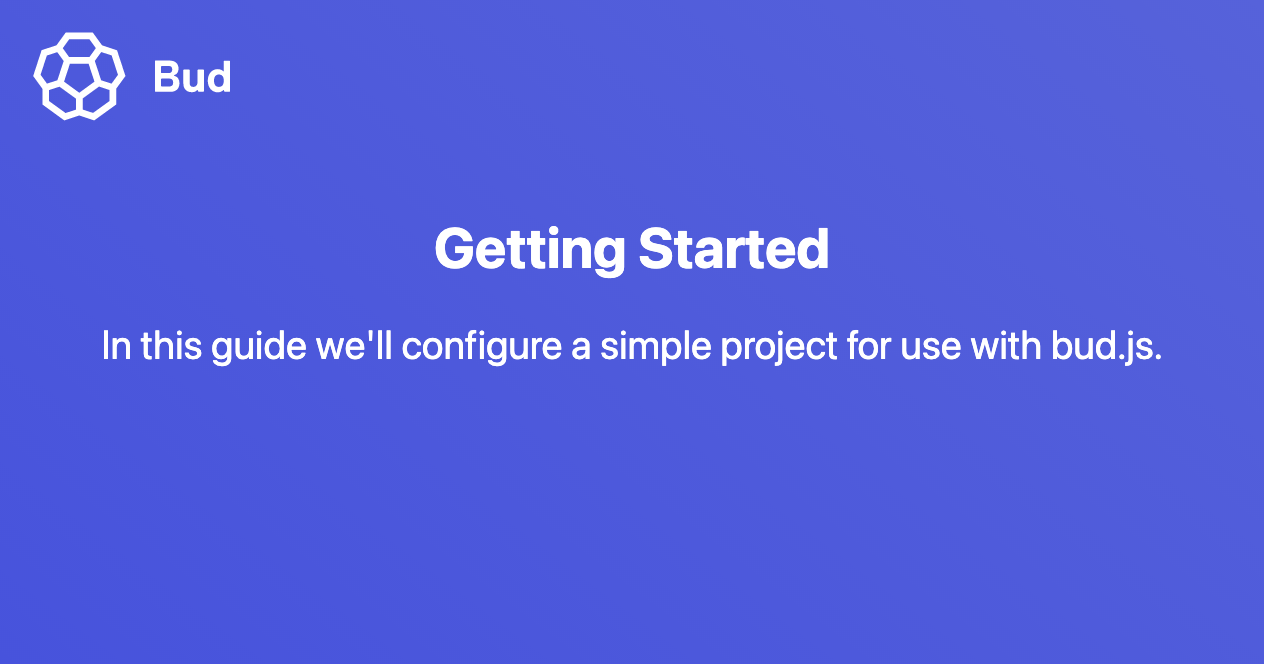 Bud
Getting Started
In this guide we'll configure a simple project for use with bud.js.